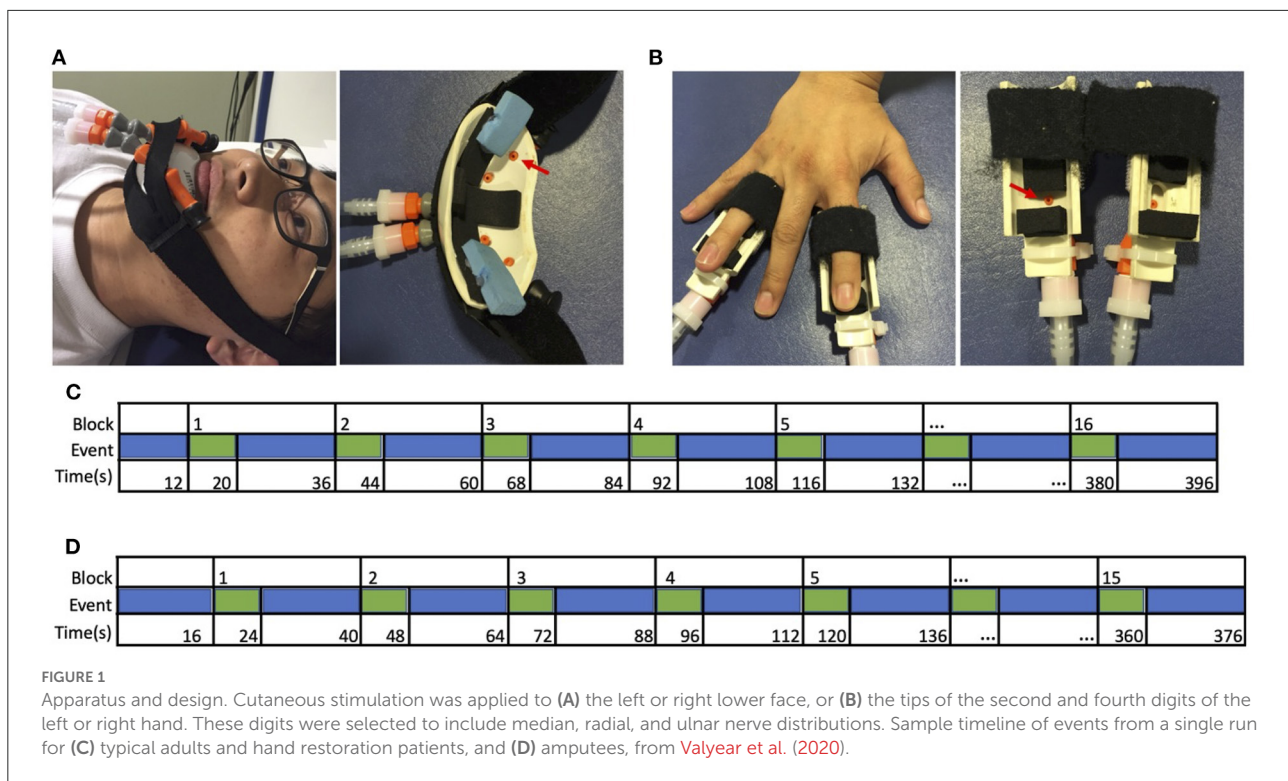 A
B
C
Block 1 2 3 4 5 ... 16
Event
Time(s) 12 20 36 44 60 68 84 92 108 116 132 ... ... 380 396
D
Block 1 2 3 4 5 ... 15
Event
Time(s) 16 24 40 48 64 72 88 96 112 120 136 ... ... 360 376
FIGURE 1
Apparatus and design. Cutaneous stimulation was applied to (A) the left or right lower face, or (B) the tips of the second and fourth digits of the
left or right hand. These digits were selected to include median, radial, and ulnar nerve distributions. Sample timeline of events from a single run
for (C) typical adults and hand restoration patients, and (D) amputees, from Valyear et al. (2020).